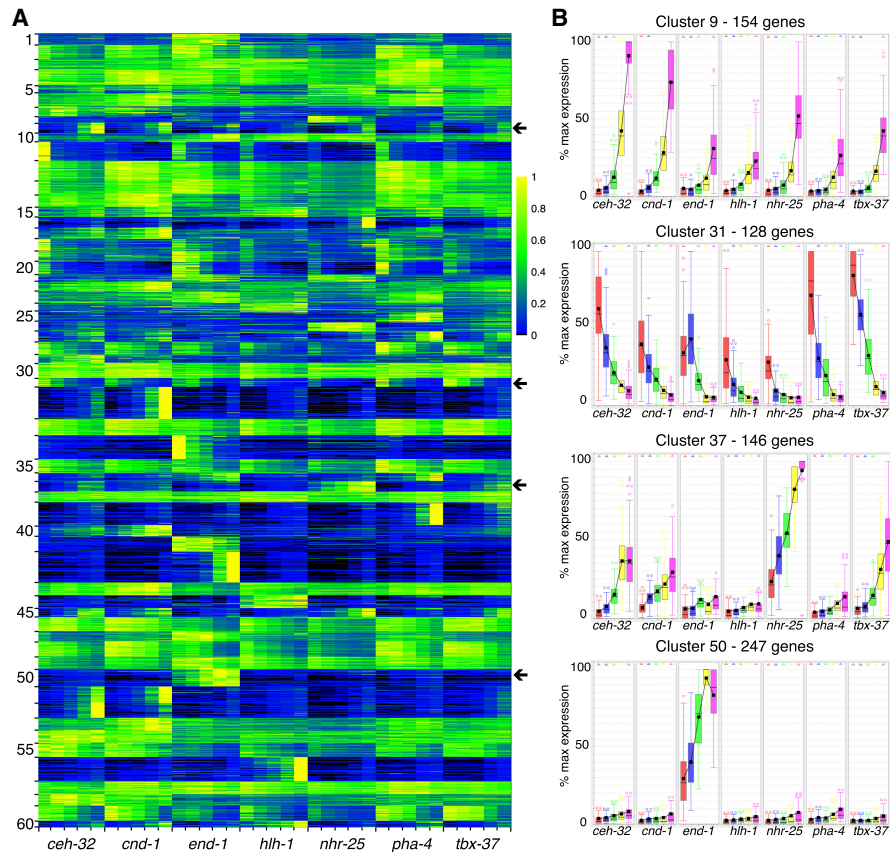 A
1
5
10
15
20
25
30
35
40
45
50
55
60
1
0.8
0.6
0.4
0.2
0
ceh-32 cnd-1 end-1 hlh-1 nhr-25 pha-4 tbx-37
B
Cluster 9 - 154 genes
% max expression
100
50
0
ceh-32 cnd-1 end-1 hlh-1 nhr-25 pha-4 tbx-37
Cluster 31 - 128 genes
% max expression
100
50
0
ceh-32 cnd-1 end-1 hlh-1 nhr-25 pha-4 tbx-37
Cluster 37 - 146 genes
% max expression
100
50
0
ceh-32 cnd-1 end-1 hlh-1 nhr-25 pha-4 tbx-37
Cluster 50 - 247 genes
% max expression
100
50
0
ceh-32 cnd-1 end-1 hlh-1 nhr-25 pha-4 tbx-37